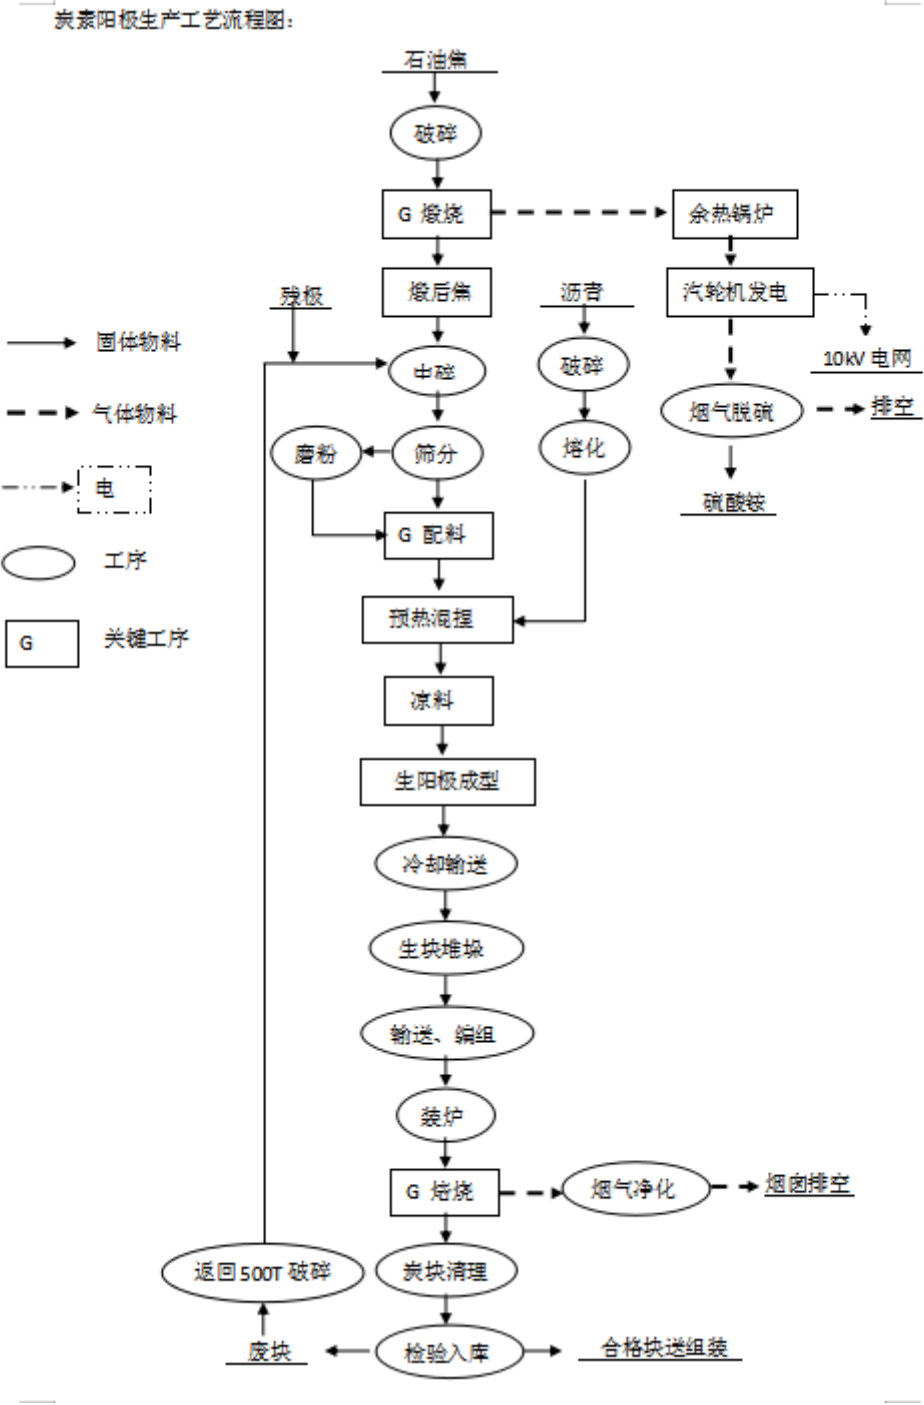 炭素阳极生产工艺流程图:
石油焦
破碎
G 煅烧
余热锅炉
残极
煅后焦
沥青
汽轮机发电
固体物料
中碎
破碎
10kV 电网
气体物料
烟气脱硫
排空
磨粉
筛分
熔化
电
硫酸铵
G 配料
工序
预热混捏
G
关键工序
凉料
生阳极成型
冷却输送
生块堆垛
输送、编组
装炉
G 焙烧
烟气净化
烟囱排空
返回 500T 破碎
炭块清理
废块
检验入库
合格块送组装